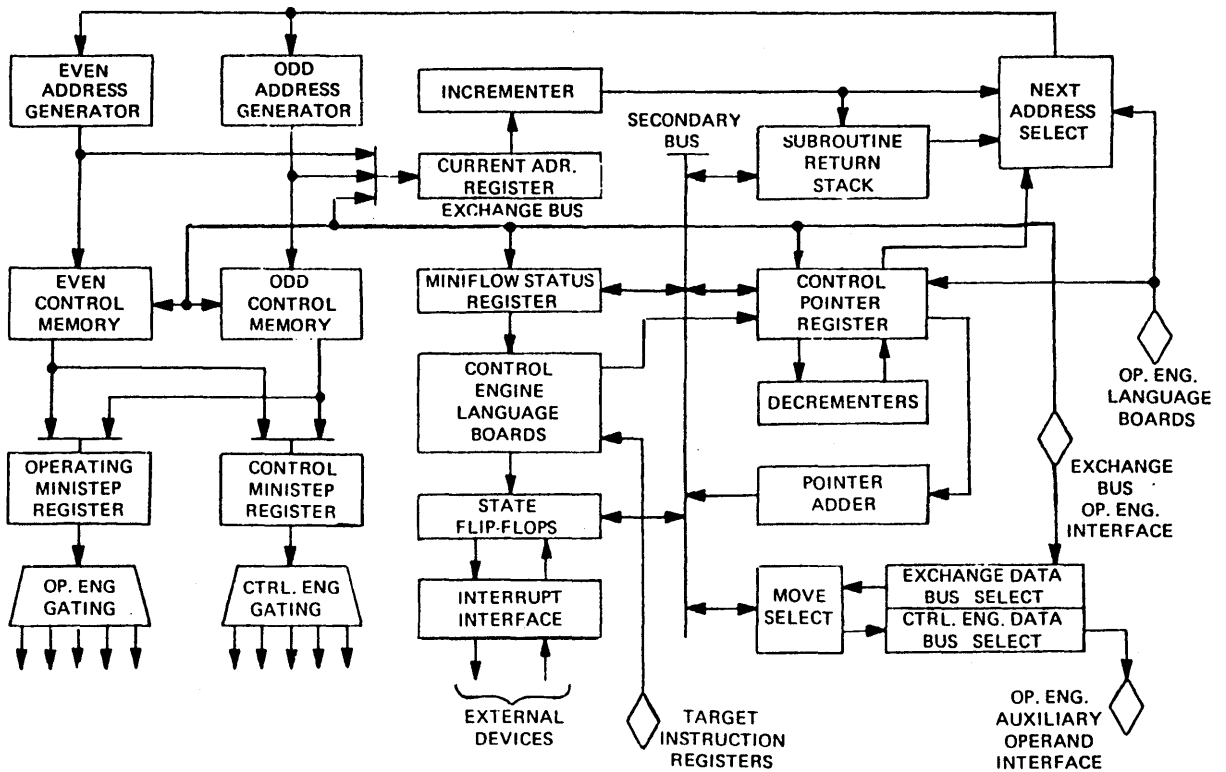 EVEN
ADDRESS
GENERATOR
ODD
ADDRESS
GENERATOR
INCREMENTER
CURRENT ADR.
REGISTER
EXCHANGE BUS
SECONDARY
BUS
SUBROUTINE
RETURN
STACK
NEXT
ADDRESS
SELECT
EVEN
CONTROL
MEMORY
ODD
CONTROL
MEMORY
MINIFLOW STATUS
REGISTER
CONTROL
POINTER
REGISTER
CONTROL
ENGINE
LANGUAGE
BOARDS
DECREMENTERS
OP. ENG.
LANGUAGE
BOARDS
OPERATING
MINISTEP
REGISTER
CONTROL
MINISTEP
REGISTER
STATE
FLIP-FLOPS
POINTER
ADDER
EXCHANGE
BUS
OP. ENG.
INTERFACE
OP. ENG
GATING
CTRL. ENG
GATING
INTERRUPT
INTERFACE
MOVE
SELECT
EXCHANGE DATA
BUS SELECT
CTRL. ENG. DATA
BUS SELECT
EXTERNAL
DEVICES
TARGET
INSTRUCTION
REGISTERS
OP. ENG.
AUXILIARY
OPERAND
INTERFACE